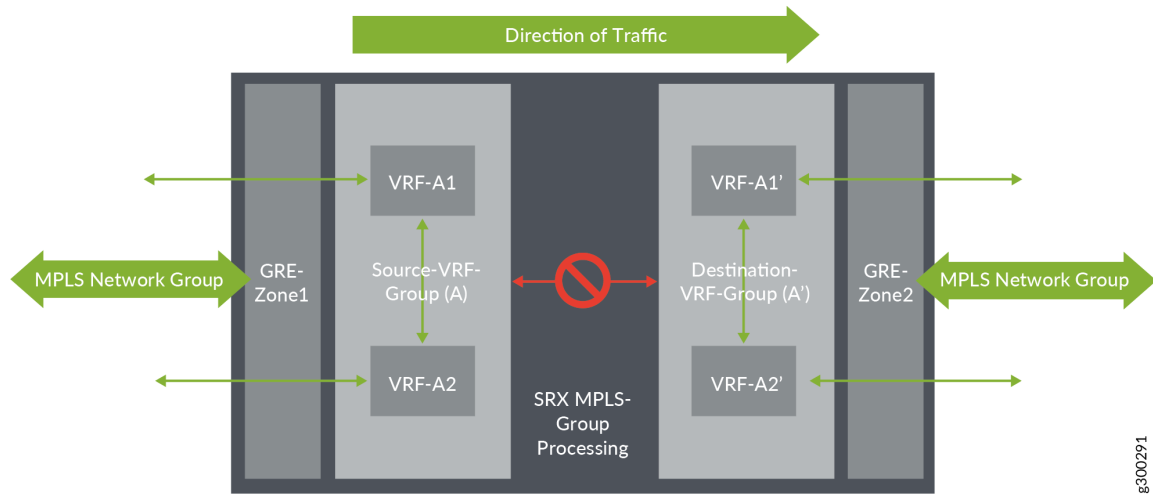 Direction of Traffic
VRF-A1
VRF-A1’
MPLS Network Group
GRE-
Zone1
Source-VRF-
Group (A)
Destination-
VRF-Group (A’)
GRE-
Zone2
MPLS Network Group
VRF-A2
VRF-A2’
SRX MPLS-
Group
Processing
g300291